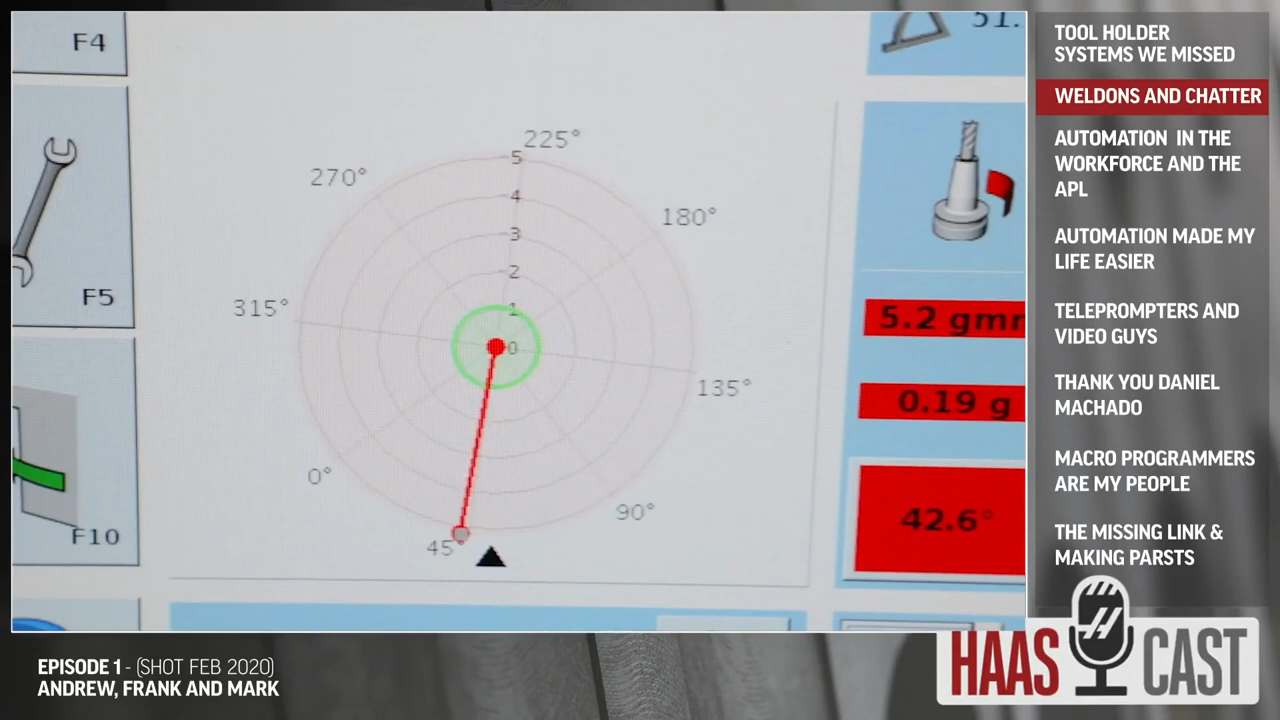 F4
F5
F10
225°
270°
180°
315°
135°
0°
90°
45°
5
4
3
2
1
0
51.
5.2 gmm
0.19 g
42.6°
TOOL HOLDER
SYSTEMS WE MISSED
WELDONS AND CHATTER
AUTOMATION IN THE
WORKFORCE AND THE
APL
AUTOMATION MADE MY
LIFE EASIER
TELEPROMPTERS AND
VIDEO GUYS
THANK YOU DANIEL
MACHADO
MACRO PROGRAMMERS
ARE MY PEOPLE
THE MISSING LINK &
MAKING PARSTS
EPISODE 1 - (SHOT FEB 2020)
ANDREW, FRANK AND MARK
HAAS CAST